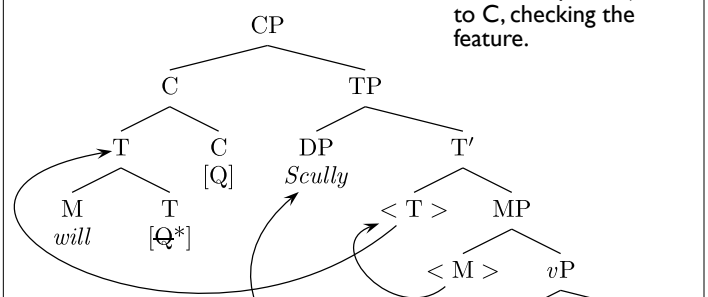 to C, checking the
feature.
CP
C TP
T C DP T′
[Q] Scully
M T < T > MP
will [Q*]
< M > vP